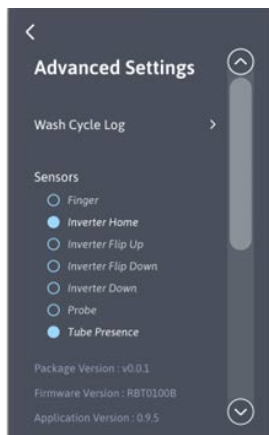 Advanced Settings
Wash Cycle Log
Sensors
Finger
Inverter Home
Inverter Flip Up
Inverter Flip Down
Inverter Down
Probe
Tube Presence
Package Version : v0.0.1
Firmware Version : RBT0100B
Application Version : 0.9.5